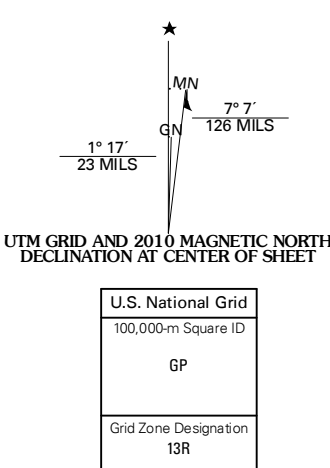 MN
7° 7´
126 MILS
GN
1° 17´
23 MILS
UTM GRID AND 2010 MAGNETIC NORTH
DECLINATION AT CENTER OF SHEET
U.S. National Grid
100,000-m Square ID
GP
Grid Zone Designation
13R